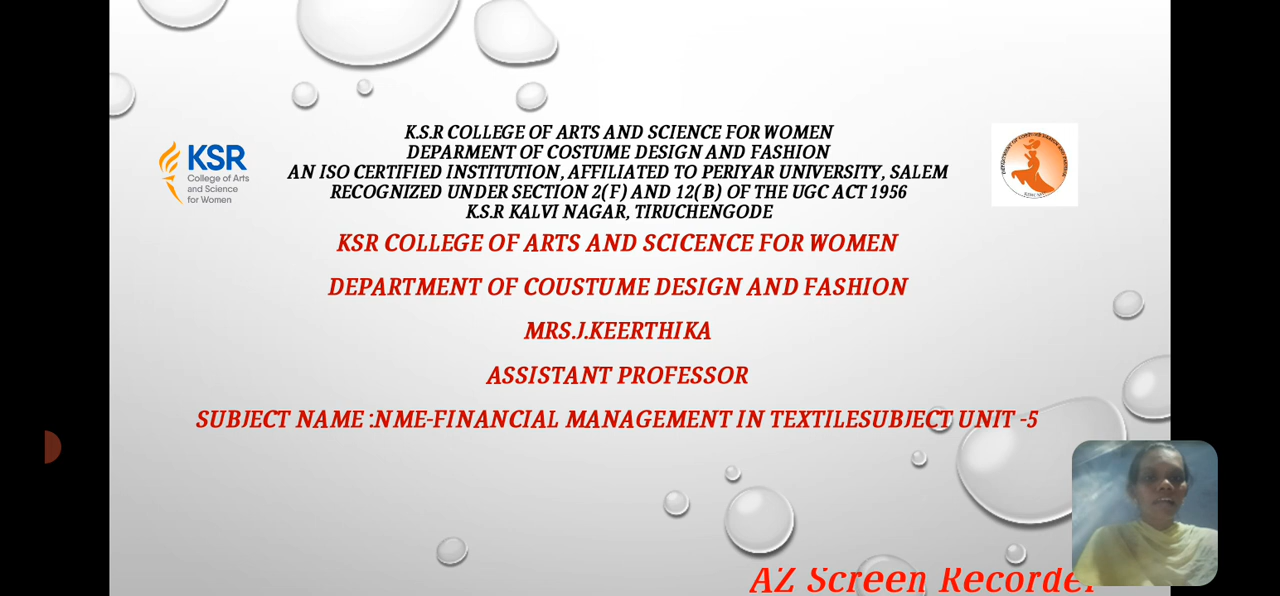 K.S.R COLLEGE OF ARTS AND SCIENCE FOR WOMEN
DEPARMENT OF COSTUME DESIGN AND FASHION
AN ISO CERTIFIED INSTITUTION, AFFILIATED TO PERIYAR UNIVERSITY, SALEM
RECOGNIZED UNDER SECTION 2(F) AND 12(B) OF THE UGC ACT 1956
K.S.R KALVI NAGAR, TIRUCHENGODE
KSR
College of Arts
and Science
for Women
KSR COLLEGE OF ARTS AND SCICENCE FOR WOMEN
DEPARTMENT OF COUSTUME DESIGN AND FASHION
MRS.J.KEERTHIKA
ASSISTANT PROFESSOR
SUBJECT NAME :NME-FINANCIAL MANAGEMENT IN TEXTILESUBJECT UNIT -5
AZ Screen Recorder